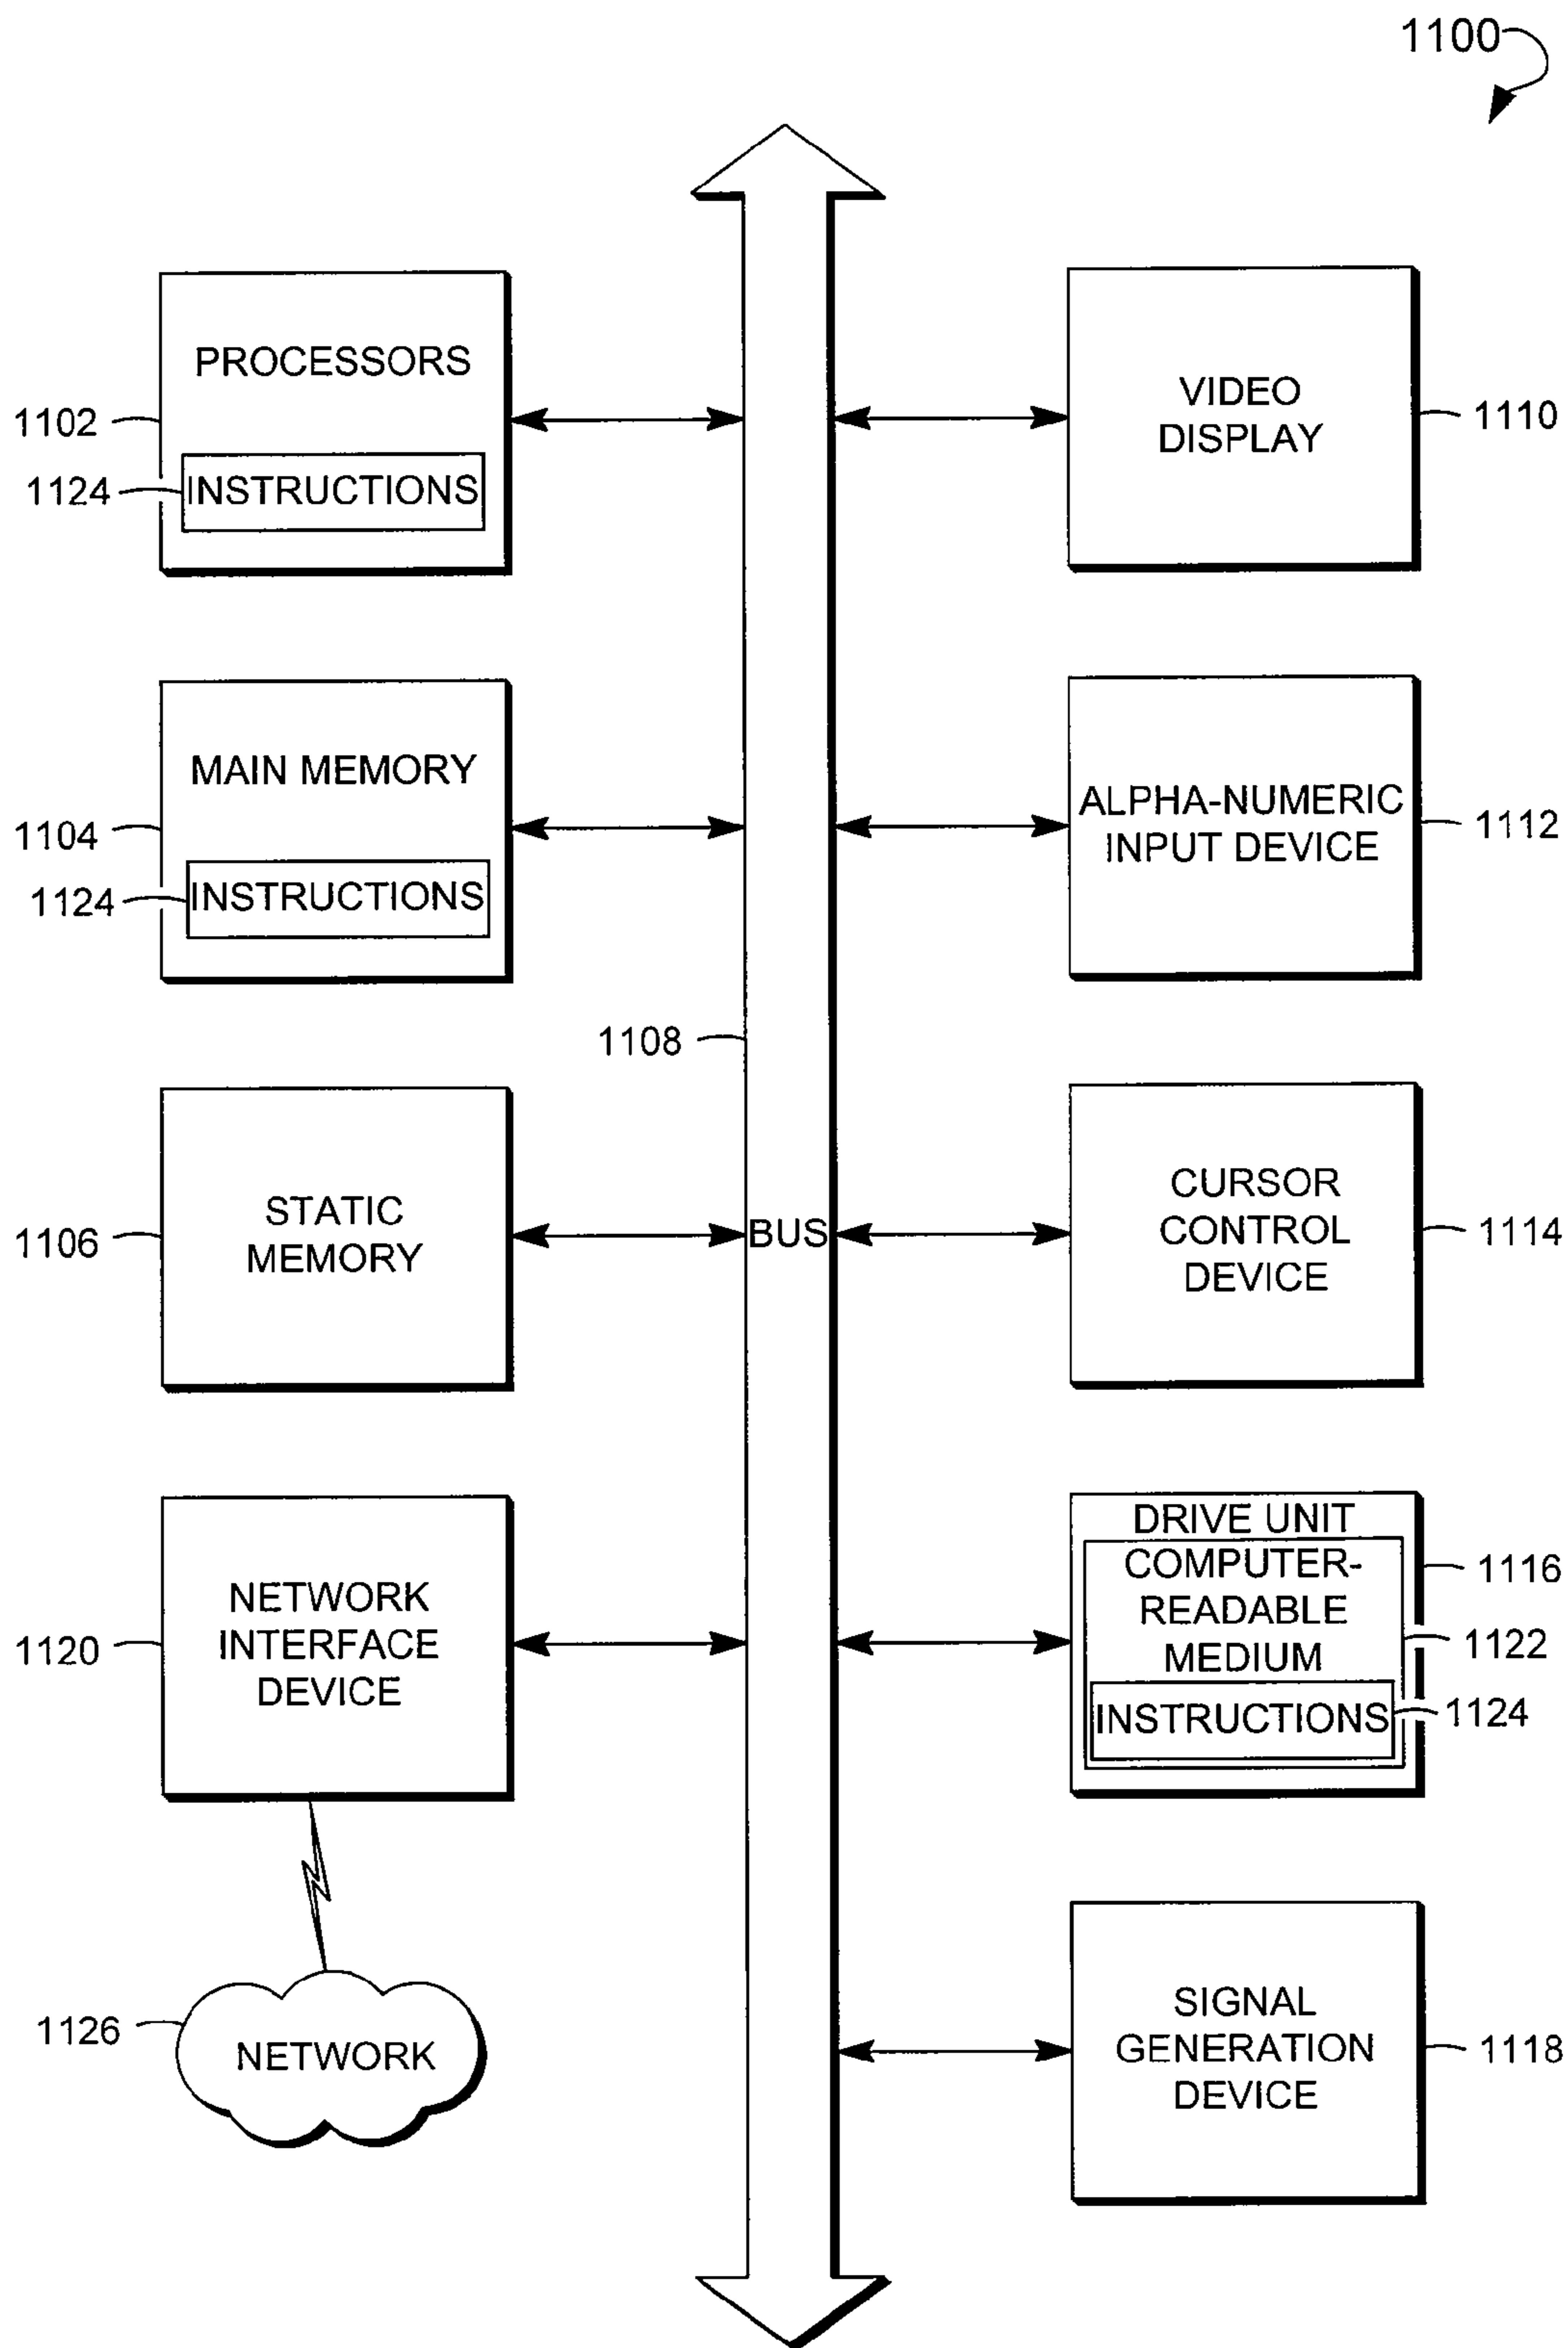 1100
PROCESSORS
1102
1124
INSTRUCTIONS
VIDEO
DISPLAY
1110
MAIN MEMORY
1104
1124
INSTRUCTIONS
ALPHA-NUMERIC
INPUT DEVICE
1112
1108
STATIC
MEMORY
1106
BUS
CURSOR
CONTROL
DEVICE
1114
NETWORK
INTERFACE
DEVICE
1120
DRIVE UNIT
COMPUTER-
READABLE
MEDIUM
INSTRUCTIONS
1116
1122
1124
1126
NETWORK
SIGNAL
GENERATION
DEVICE
1118